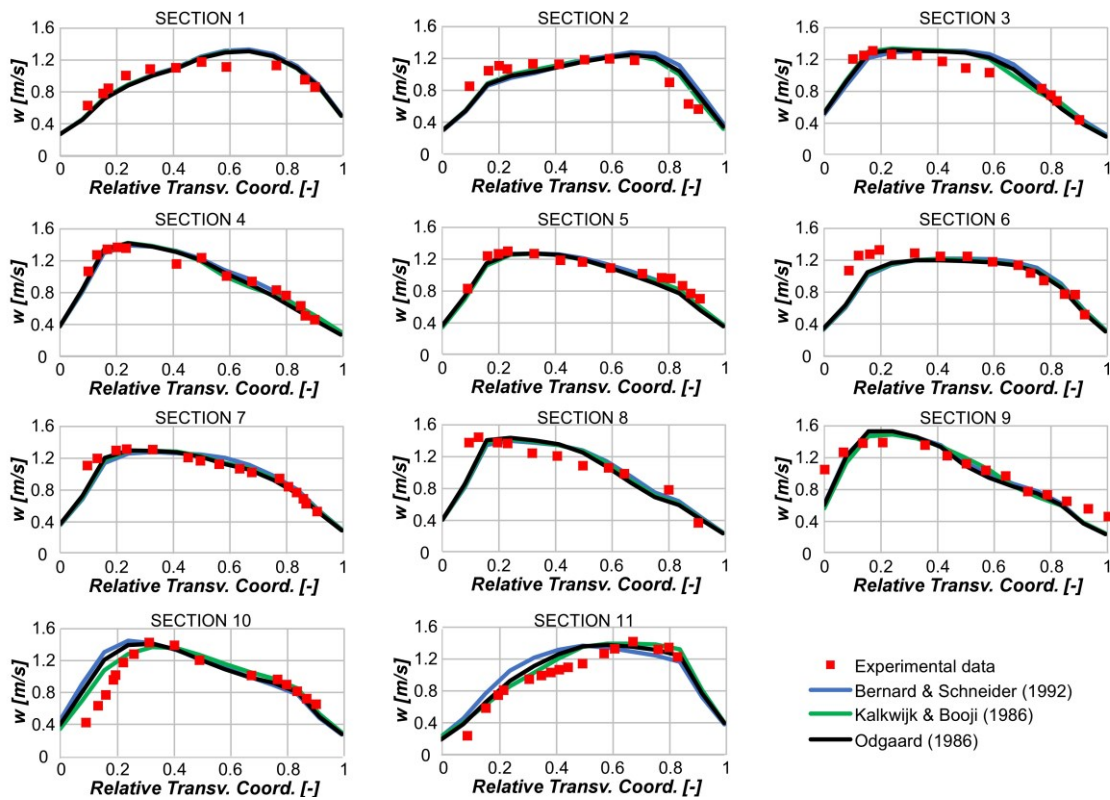 SECTION 1
w [m/s]
1.6
1.2
0.8
0.4
0
0 0.2 0.4 0.6 0.8 1
Relative Transv. Coord. [-]
SECTION 2
w [m/s]
1.6
1.2
0.8
0.4
0
0 0.2 0.4 0.6 0.8 1
Relative Transv. Coord. [-]
SECTION 3
w [m/s]
1.6
1.2
0.8
0.4
0
0 0.2 0.4 0.6 0.8 1
Relative Transv. Coord. [-]
SECTION 4
w [m/s]
1.6
1.2
0.8
0.4
0
0 0.2 0.4 0.6 0.8 1
Relative Transv. Coord. [-]
SECTION 5
w [m/s]
1.6
1.2
0.8
0.4
0
0 0.2 0.4 0.6 0.8 1
Relative Transv. Coord. [-]
SECTION 6
w [m/s]
1.6
1.2
0.8
0.4
0
0 0.2 0.4 0.6 0.8 1
Relative Transv. Coord. [-]
SECTION 7
w [m/s]
1.6
1.2
0.8
0.4
0
0 0.2 0.4 0.6 0.8 1
Relative Transv. Coord. [-]
SECTION 8
w [m/s]
1.6
1.2
0.8
0.4
0
0 0.2 0.4 0.6 0.8 1
Relative Transv. Coord. [-]
SECTION 9
w [m/s]
1.6
1.2
0.8
0.4
0
0 0.2 0.4 0.6 0.8 1
Relative Transv. Coord. [-]
SECTION 10
w [m/s]
1.6
1.2
0.8
0.4
0
0 0.2 0.4 0.6 0.8 1
Relative Transv. Coord. [-]
SECTION 11
w [m/s]
1.6
1.2
0.8
0.4
0
0 0.2 0.4 0.6 0.8 1
Relative Transv. Coord. [-]
Experimental data
Bernard & Schneider (1992)
Kalkwijk & Booji (1986)
Odgaard (1986)